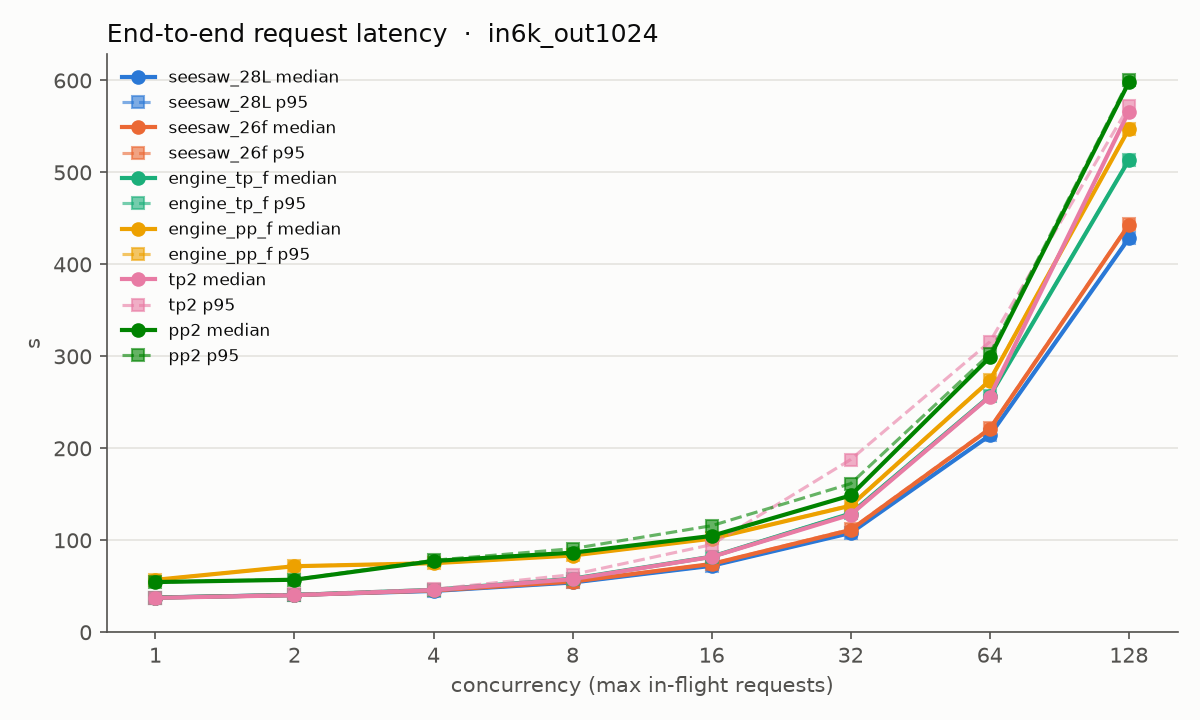 End-to-end request latency · in6k_out1024
seesaw_28L median
seesaw_28L p95
seesaw_26f median
seesaw_26f p95
engine_tp_f median
engine_tp_f p95
engine_pp_f median
engine_pp_f p95
tp2 median
tp2 p95
pp2 median
pp2 p95
600
500
400
300
200
100
0
s
1 2 4 8 16 32 64 128
concurrency (max in-flight requests)